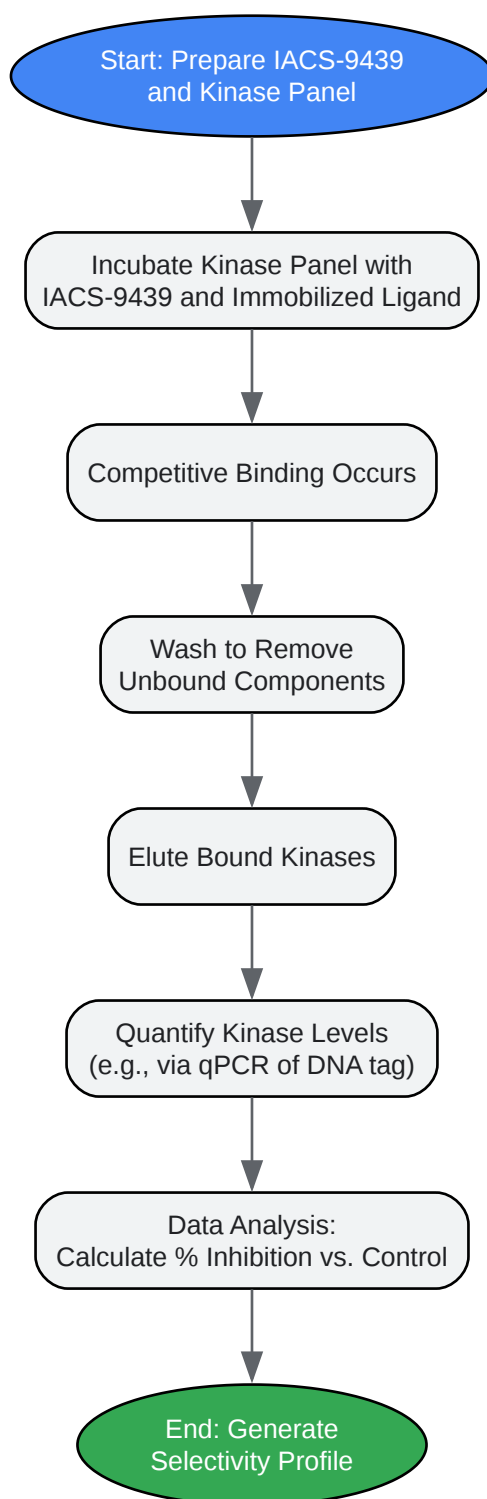 Start: Prepare IACS-9439
and Kinase Panel
Incubate Kinase Panel with
IACS-9439 and Immobilized Ligand
Competitive Binding Occurs
Wash to Remove
Unbound Components
Elute Bound Kinases
Quantify Kinase Levels
(e.g., via qPCR of DNA tag)
Data Analysis:
Calculate % Inhibition vs. Control
End: Generate
Selectivity Profile